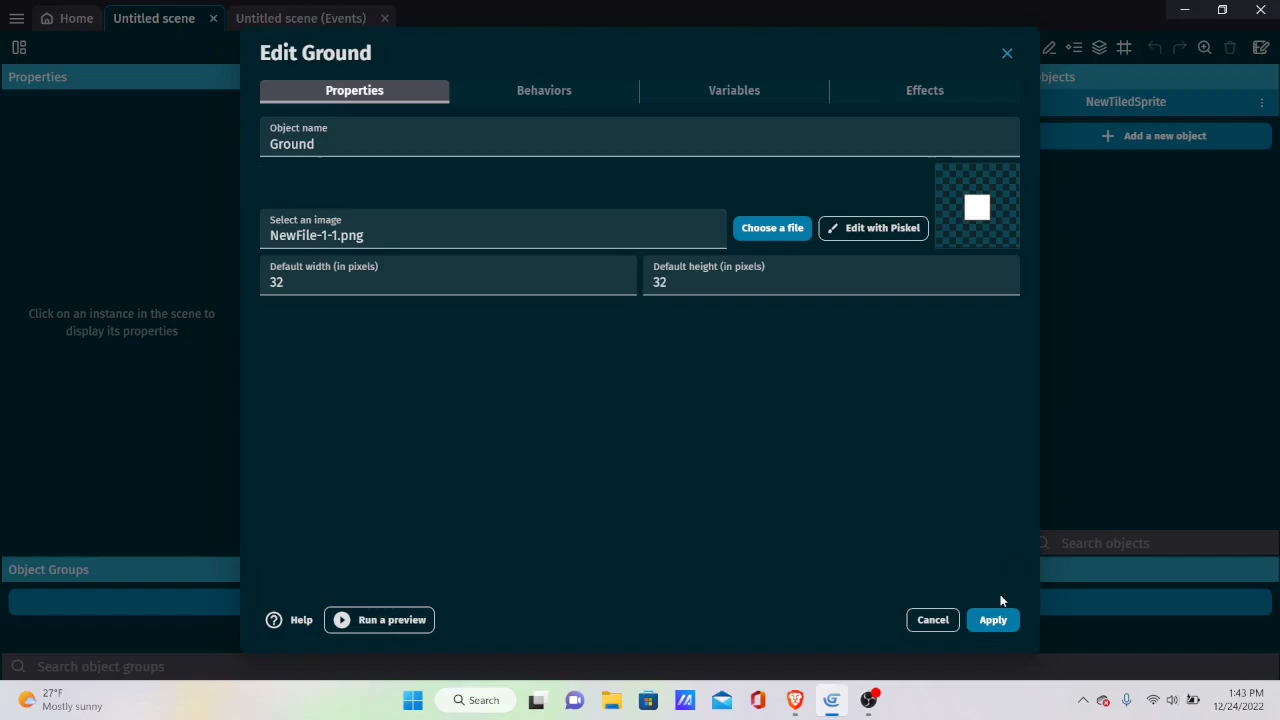 Home
Untitled scene
Untitled scene (Events)
Properties
Edit Ground
Properties
Behaviors
Variables
Effects
Objects
NewTiledSprite
Add a new object
Object name
Ground
Select an image
NewFile-1-1.png
Choose a file
Edit with Piskel
Default width (in pixels)
32
Default height (in pixels)
32
Click on an instance in the scene to
display its properties
Search objects
Object Groups
Help
Run a preview
Cancel
Apply
Search object groups
27°F
Mostly sunny
Search
1:43 PM
12/24/2022